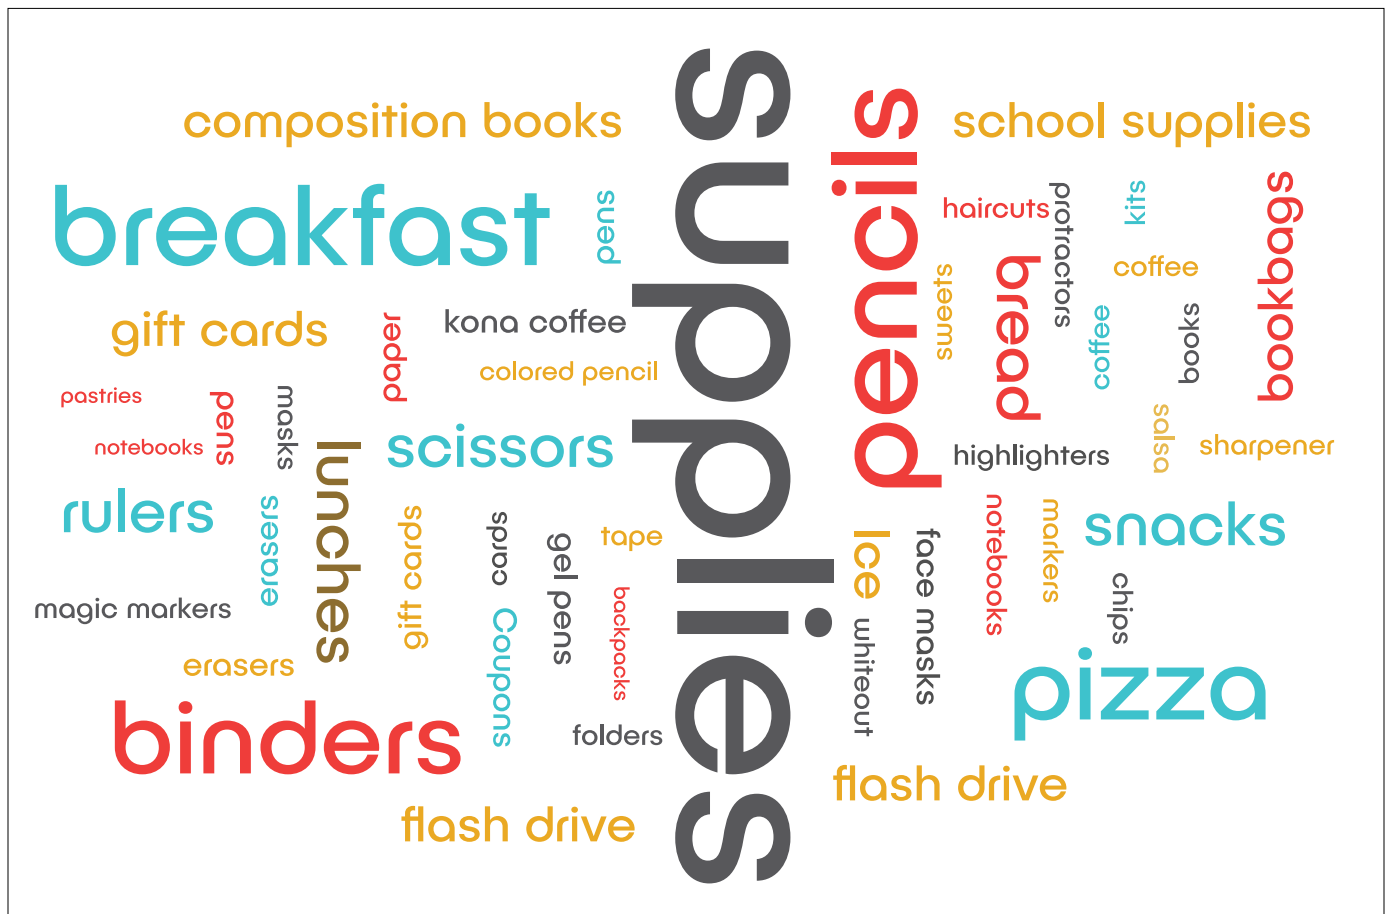 supplies
composition books
breakfast
pens
gift cards
paper
kona coffee
colored pencil
pastries
pens
masks
notebooks
lunches
scissors
rulers
erasers
gift cards
cards
gel pens
tape
magic markers
Coupons
backpacks
erasers
binders
folders
flash drive
pencils
school supplies
haircuts
protractors
kits
bookbags
sweets
bread
coffee
coffee
books
highlighters
salsa
sharpener
Ice
face masks
notebooks
markers
snacks
chips
whiteout
pizza
flash drive